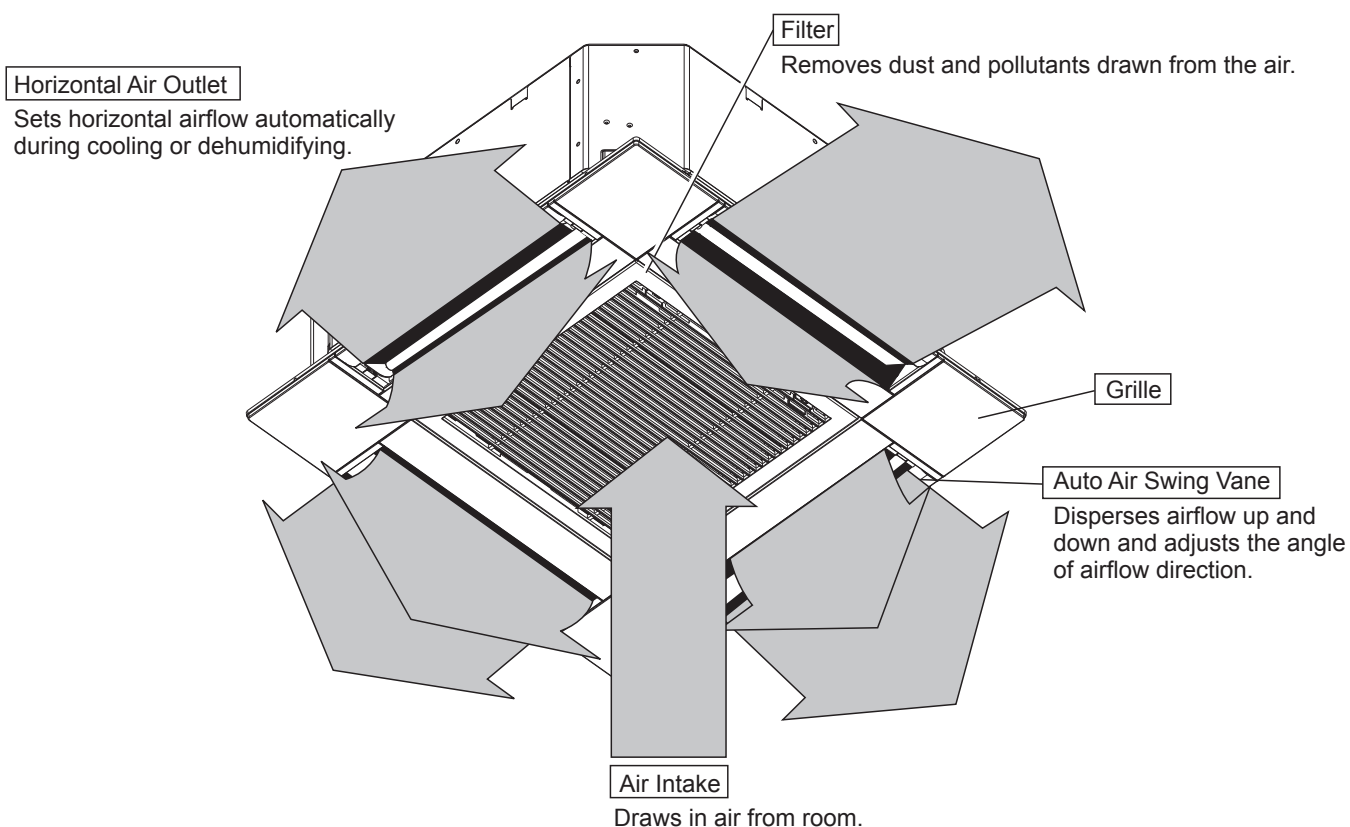 Filter
Removes dust and pollutants drawn from the air.
Horizontal Air Outlet
Sets horizontal airflow automatically
during cooling or dehumidifying.
Grille
Auto Air Swing Vane
Disperses airflow up and
down and adjusts the angle
of airflow direction.
Air Intake
Draws in air from room.